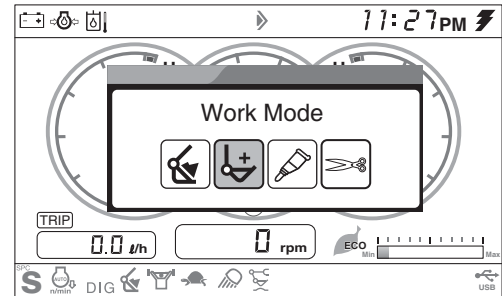 11:27PM
Work Mode
TRIP
0.0 ℓ/h
0 rpm
ECO
Min
Max
SPC
S
AUTO
n/min
DIG
USB